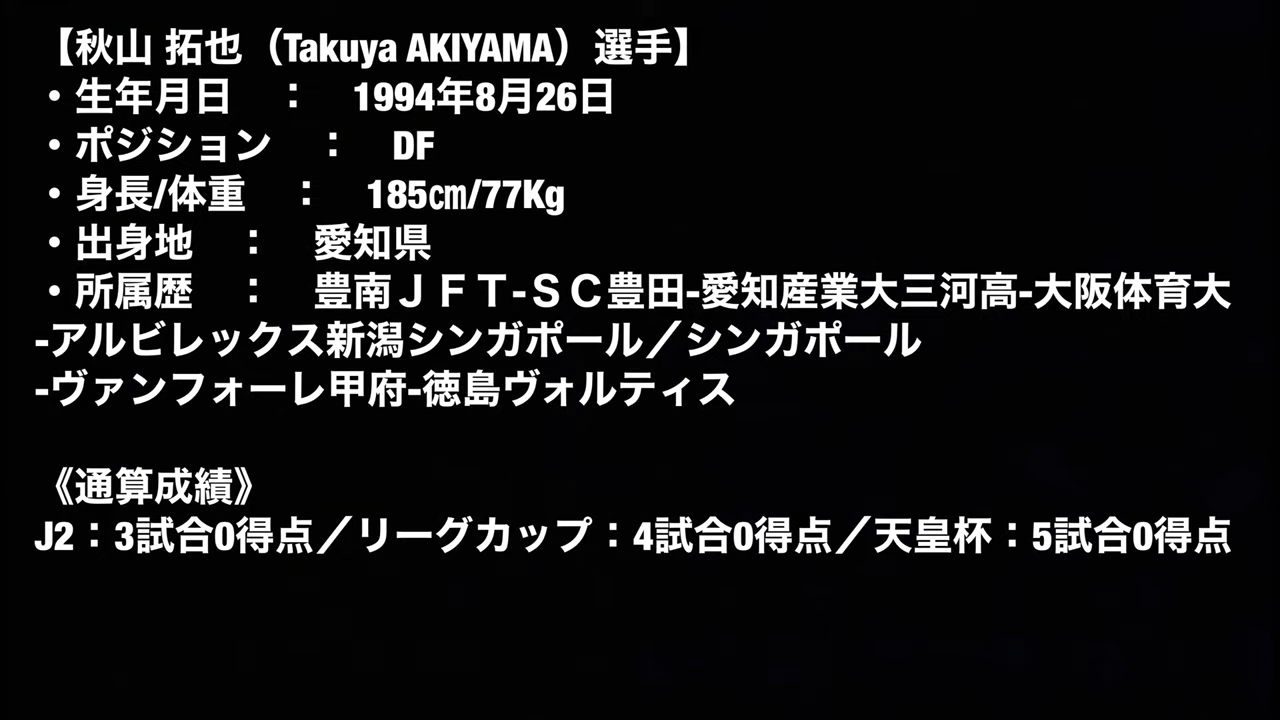 【秋山 拓也（Takuya AKIYAMA）選手】
・生年月日　：　1994年8月26日
・ポジション　：　DF
・身長/体重　：　185㎝/77Kg
・出身地　：　愛知県
・所属歴　：　豊南ＪＦＴ-ＳＣ豊田-愛知産業大三河高-大阪体育大
-アルビレックス新潟シンガポール／シンガポール
-ヴァンフォーレ甲府-徳島ヴォルティス
《通算成績》
J2：3試合0得点／リーグカップ：4試合0得点／天皇杯：5試合0得点